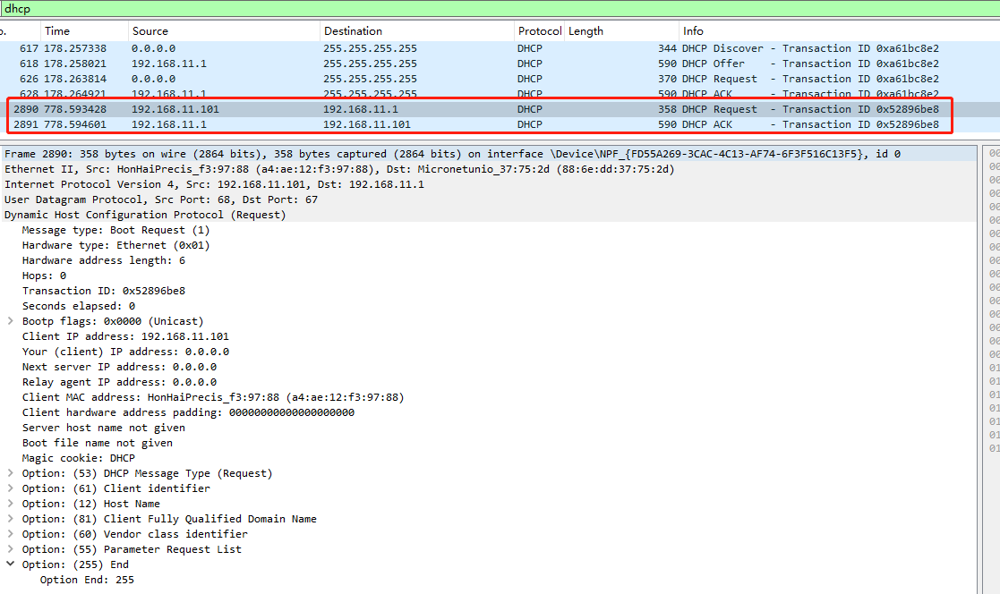 dhcp
o. Time Source Destination Protocol Length Info
617 178.257338 0.0.0.0 255.255.255.255 DHCP 344 DHCP Discover - Transaction ID 0xa61bc8e2
618 178.258021 192.168.11.1 255.255.255.255 DHCP 590 DHCP Offer - Transaction ID 0xa61bc8e2
626 178.263814 0.0.0.0 255.255.255.255 DHCP 370 DHCP Request - Transaction ID 0xa61bc8e2
628 178.264921 192.168.11.1 255.255.255.255 DHCP 590 DHCP ACK - Transaction ID 0xa61bc8e2
2890 778.593428 192.168.11.101 192.168.11.1 DHCP 358 DHCP Request - Transaction ID 0x52896be8
2891 778.594601 192.168.11.1 192.168.11.101 DHCP 590 DHCP ACK - Transaction ID 0x52896be8
Frame 2890: 358 bytes on wire (2864 bits), 358 bytes captured (2864 bits) on interface \Device\NPF_{FD55A269-3CAC-4C13-AF74-6F3F516C13F5}, id 0
Ethernet II, Src: HonHaiPrecis_f3:97:88 (a4:ae:12:f3:97:88), Dst: Micronetunio_37:75:2d (88:6e:dd:37:75:2d)
Internet Protocol Version 4, Src: 192.168.11.101, Dst: 192.168.11.1
User Datagram Protocol, Src Port: 68, Dst Port: 67
Dynamic Host Configuration Protocol (Request)
Message type: Boot Request (1)
Hardware type: Ethernet (0x01)
Hardware address length: 6
Hops: 0
Transaction ID: 0x52896be8
Seconds elapsed: 0
Bootp flags: 0x0000 (Unicast)
Client IP address: 192.168.11.101
Your (client) IP address: 0.0.0.0
Next server IP address: 0.0.0.0
Relay agent IP address: 0.0.0.0
Client MAC address: HonHaiPrecis_f3:97:88 (a4:ae:12:f3:97:88)
Client hardware address padding: 00000000000000000000
Server host name not given
Boot file name not given
Magic cookie: DHCP
Option: (53) DHCP Message Type (Request)
Option: (61) Client identifier
Option: (12) Host Name
Option: (81) Client Fully Qualified Domain Name
Option: (60) Vendor class identifier
Option: (55) Parameter Request List
Option: (255) End
Option End: 255